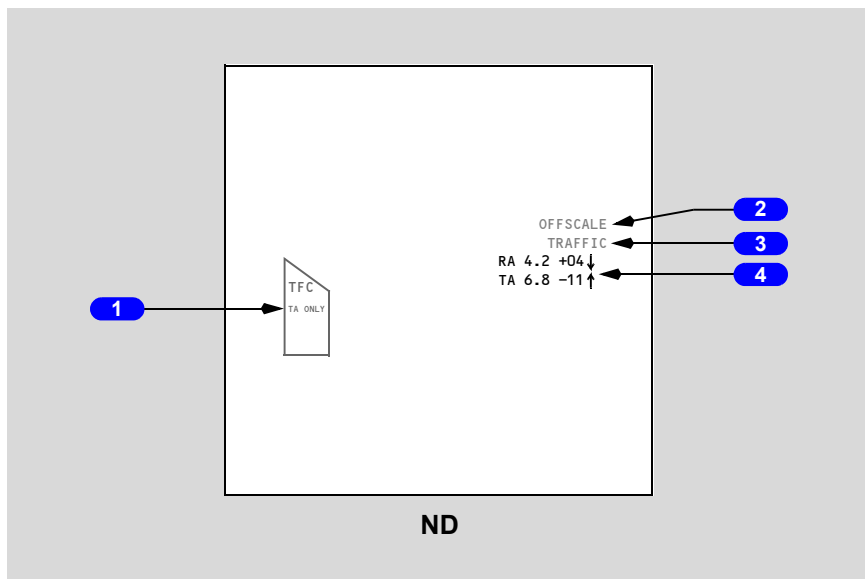 OFFSCALE
2
TRAFFIC
3
RA 4.2 +04↓
TA 6.8 -11↑
4
TFC
TA ONLY
1
ND